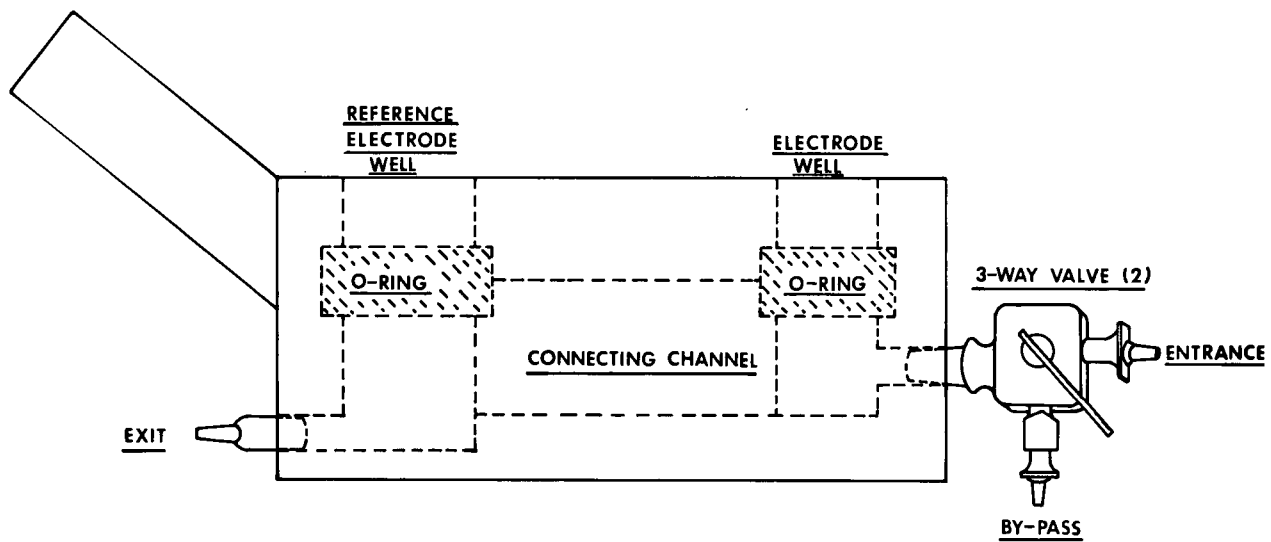 REFERENCE
ELECTRODE
WELL
ELECTRODE
WELL
O-RING
O-RING
3-WAY VALVE (2)
CONNECTING CHANNEL
ENTRANCE
EXIT
BY-PASS